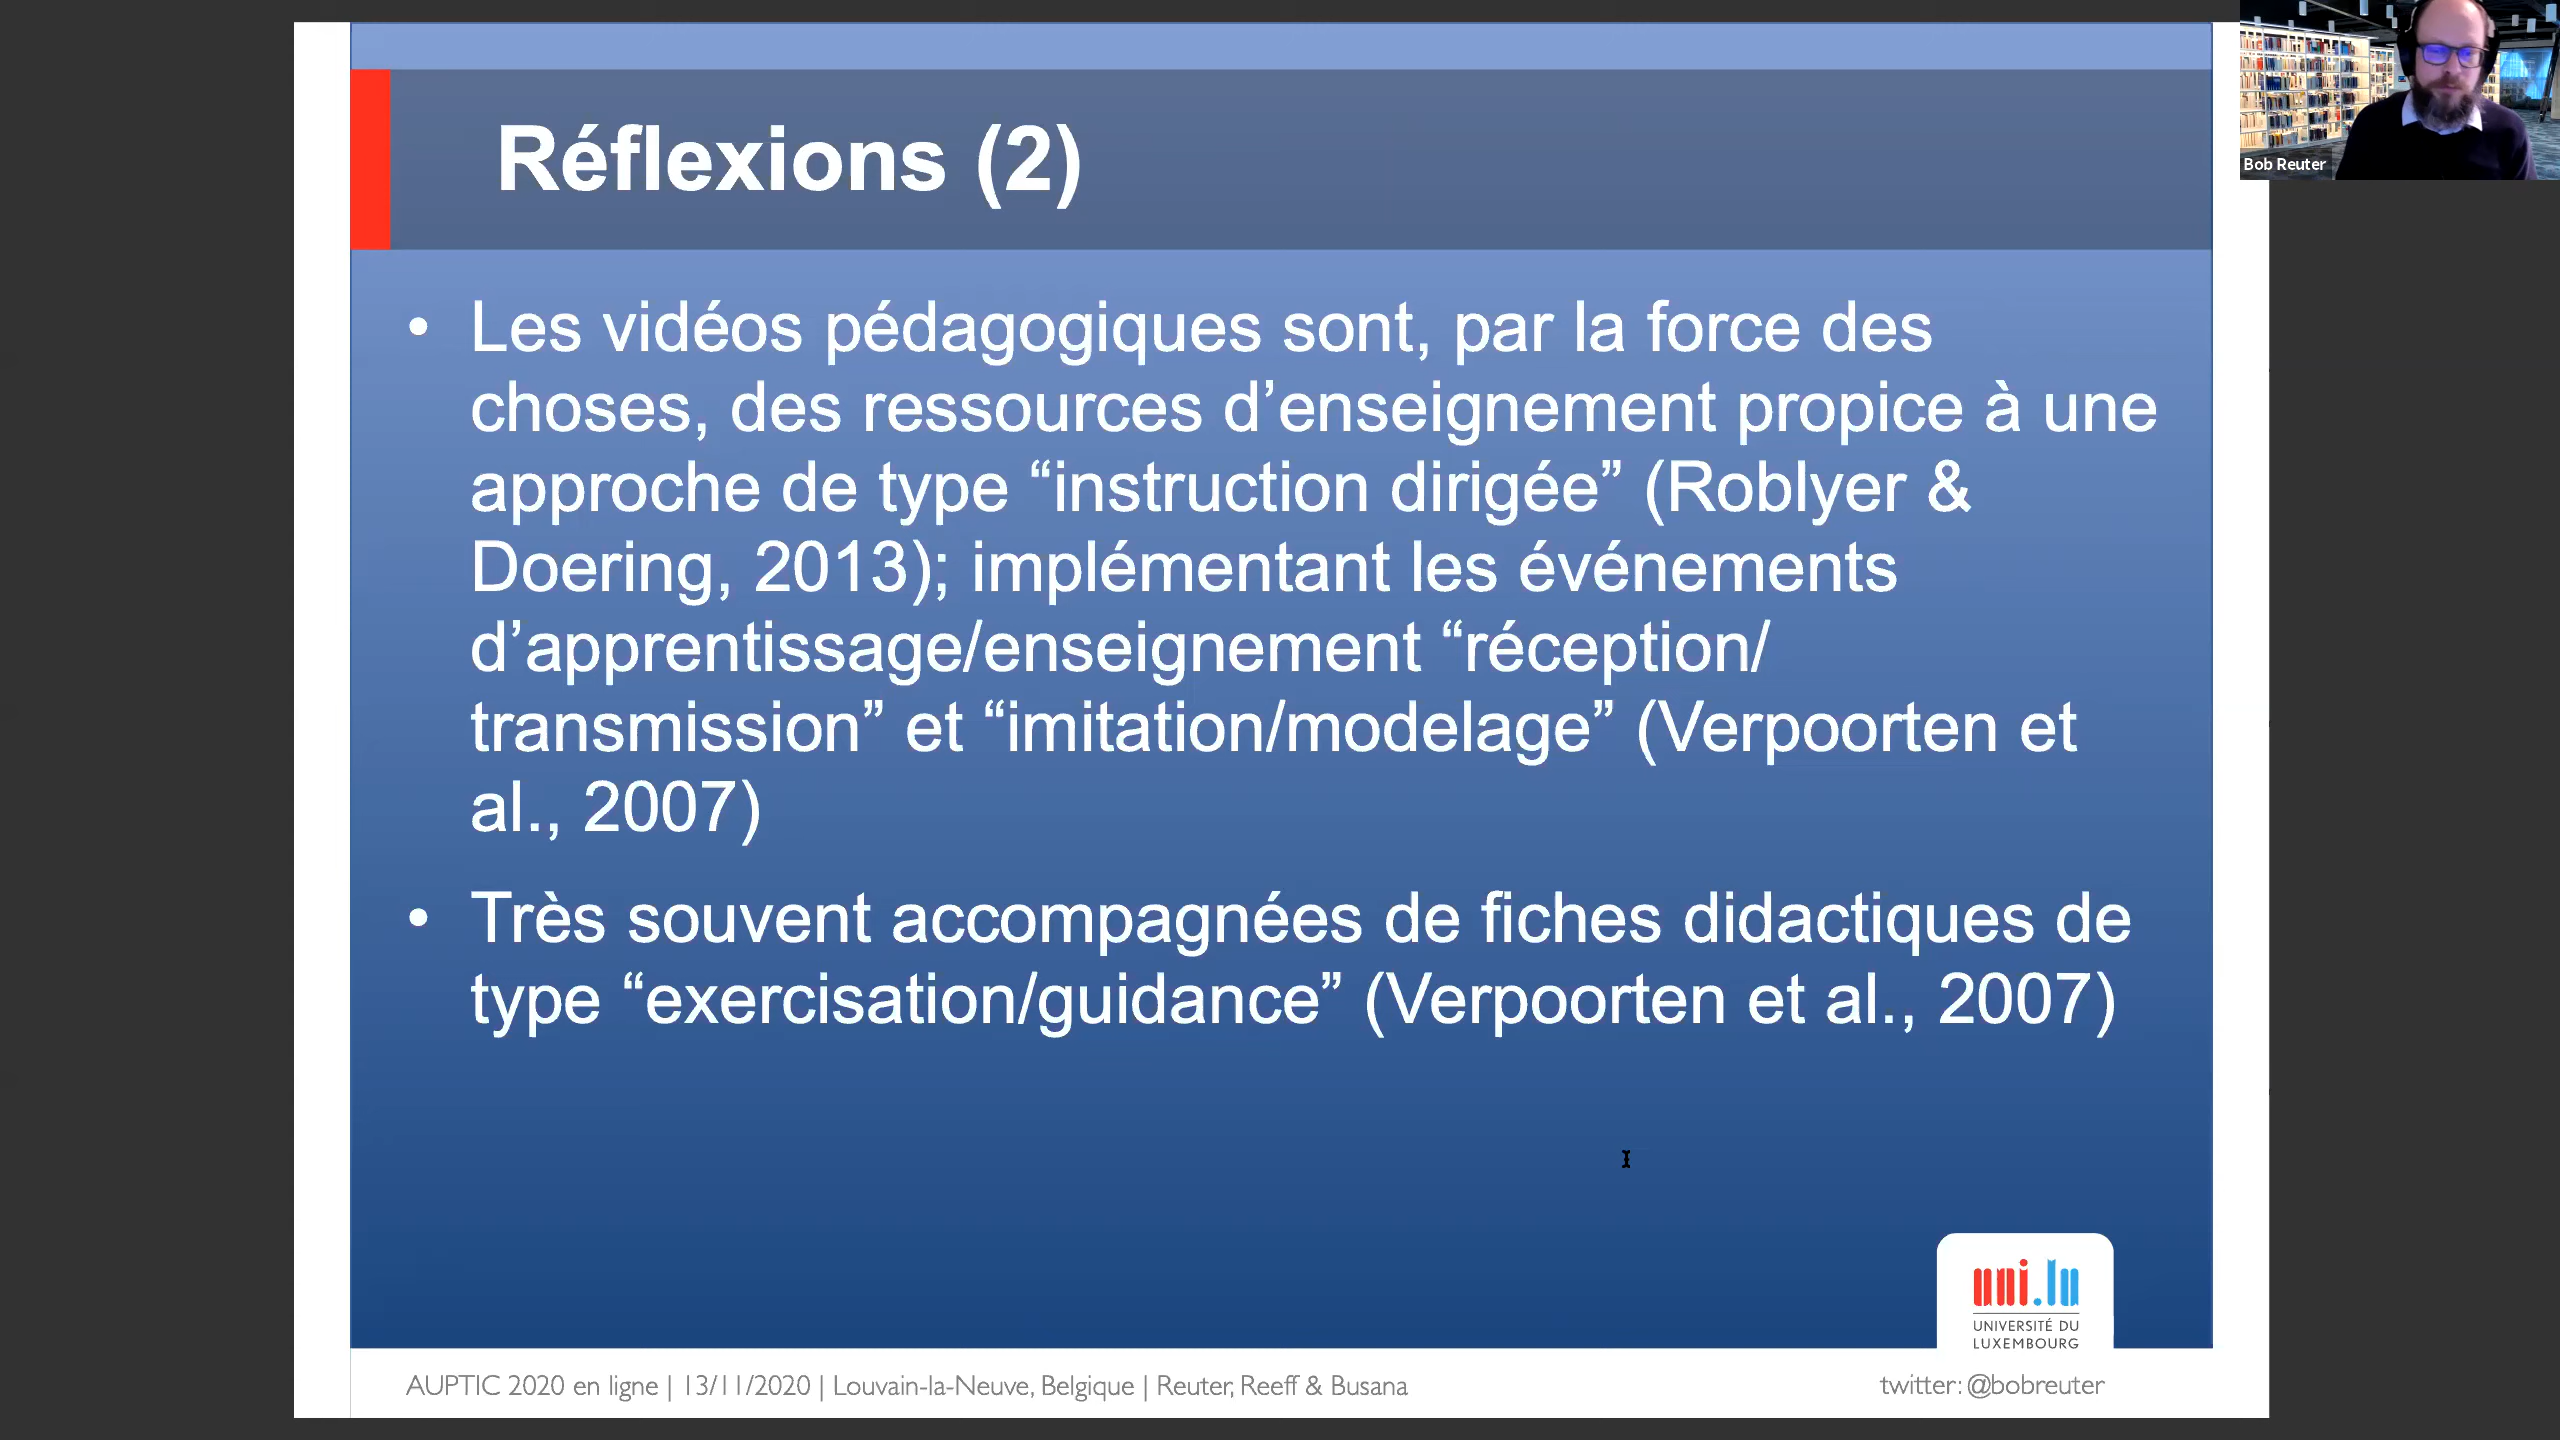 Réflexions (2)
Bob Reuter
• Les vidéos pédagogiques sont, par la force des
choses, des ressources d’enseignement propice à une
approche de type “instruction dirigée” (Roblyer &
Doering, 2013); implémentant les événements
d’apprentissage/enseignement “réception/
transmission” et “imitation/modelage” (Verpoorten et
al., 2007)
• Très souvent accompagnées de fiches didactiques de
type “exercisation/guidance” (Verpoorten et al., 2007)
uni.lu
UNIVERSITÉ DU
LUXEMBOURG
AUPTIC 2020 en ligne | 13/11/2020 | Louvain-la-Neuve, Belgique | Reuter, Reeff & Busana
twitter: @bobreuter